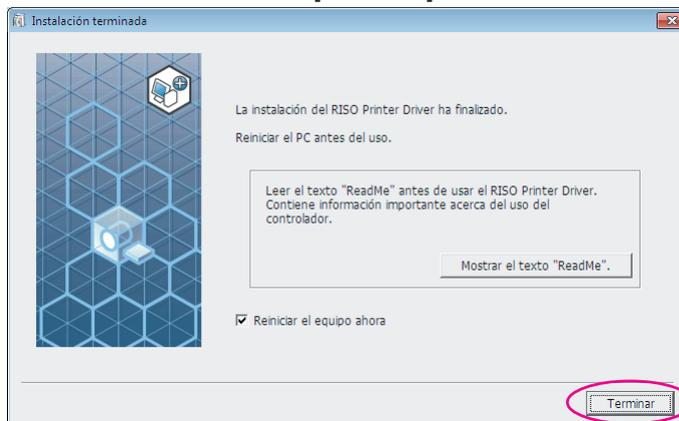 Instalación terminada
La instalación del RISO Printer Driver ha finalizado.
Reiniciar el PC antes del uso.
Leer el texto "ReadMe" antes de usar el RISO Printer Driver.
Contiene información importante acerca del uso del
controlador.
Mostrar el texto "ReadMe".
Reiniciar el equipo ahora
Terminar